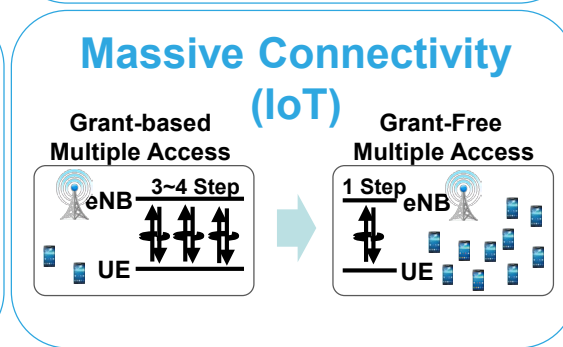 Massive Connectivity
(IoT)
Grant-based
Multiple Access
3~4 Step
eNB
UE
Grant-Free
Multiple Access
1 Step
eNB
UE